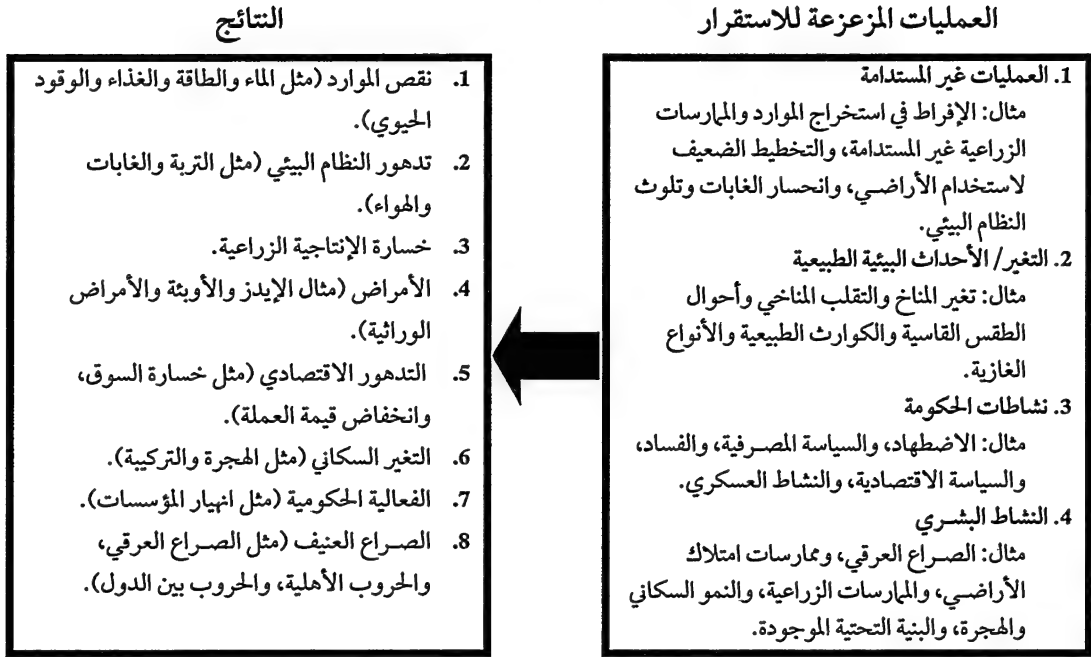 العمليات المزعزعة للاستقرار
1. العمليات غير المستدامة
مثال: الإفراط في استخراج الموارد والممارسات
الزراعية غير المستدامة، والتخطيط الضعيف
لاستخدام الأراضي، وانحسار الغابات وتلوث
النظام البيئي.
2. التغير/ الأحداث البيئية الطبيعية
مثال: تغير المناخ والتقلب المناخي وأحوال
الطقس القاسية والكوارث الطبيعية والأنواع
الغازية.
3. نشاطات الحكومة
مثال: الاضطهاد، والسياسة المصرفية، والفساد،
والسياسة الاقتصادية، والنشاط العسكري.
4. النشاط البشري
مثال: الصراع العرقي، وممارسات امتلاك
الأراضي، والممارسات الزراعية، والنمو السكاني
والهجرة، والبنية التحتية الموجودة.
النتائج
1. نقص الموارد (مثل الماء والطاقة والغذاء والوقود
الحيوي).
2. تدهور النظام البيئي (مثل التربة والغابات
والهواء).
3. خسارة الإنتاجية الزراعية.
4. الأمراض (مثال الإيدز والأوبئة والأمراض
الوراثية).
5. التدهور الاقتصادي (مثل خسارة السوق،
وانخفاض قيمة العملة).
6. التغير السكاني (مثل الهجرة والتركيبة).
7. الفعالية الحكومية (مثل انهيار المؤسسات).
8. الصراع العنيف (مثل الصراع العرقي،
والحروب الأهلية، والحروب بين الدول).